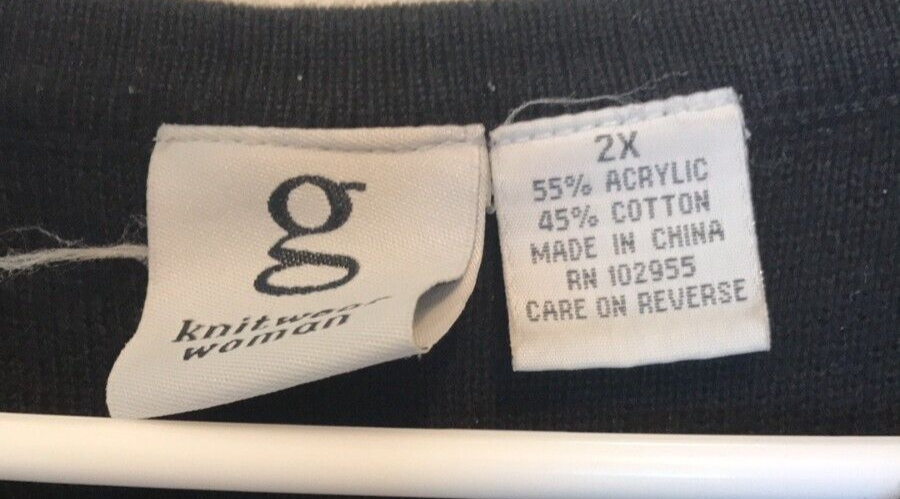 g
knitwear
woman
2X
55% ACRYLIC
45% COTTON
MADE IN CHINA
RN 102955
CARE ON REVERSE